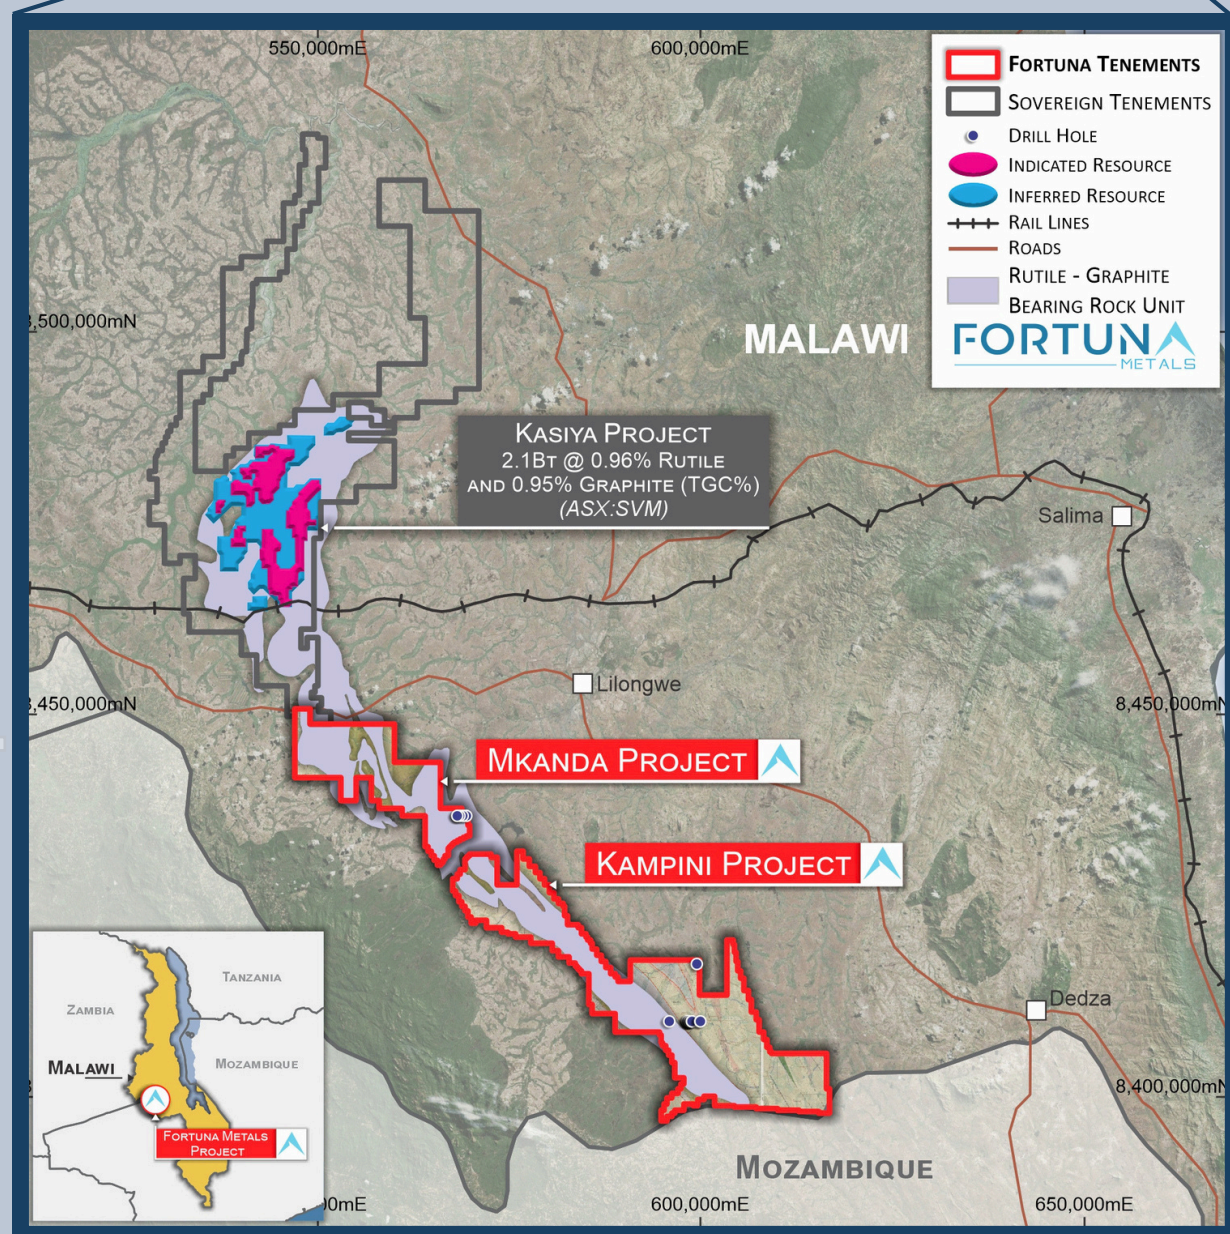 550,000mE
600,000mE
FORTUNA TENEMENTS
SOVEREIGN TENEMENTS
DRILL HOLE
INDICATED RESOURCE
INFERRED RESOURCE
RAIL LINES
ROADS
RUTILE - GRAPHITE
BEARING ROCK UNIT
FORTUNA
METALS
,500,000mN
MALAWI
KASIYA PROJECT
2.1BT @ 0.96% RUTILE
AND 0.95% GRAPHITE (TGC%)
(ASX:SVM)
Salima
Lilongwe
,450,000mN
8,450,000mN
MKANDA PROJECT
KAMPINI PROJECT
Dedza
8,400,000mN
TANZANIA
ZAMBIA
MALAWI
MOZAMBIQUE
FORTUNA METALS
PROJECT
MOZAMBIQUE
00mE
600,000mE
650,000mE